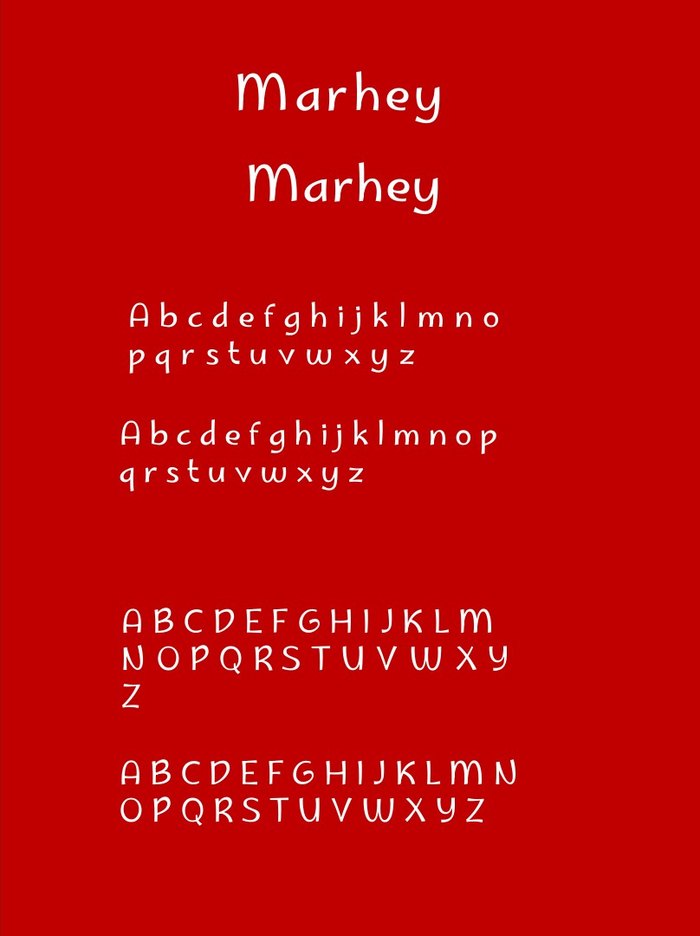 Marhey
Marhey
A b c d e f g h i j k l m n o
p q r s t u v w x y z
A b c d e f g h i j k l m n o p
q r s t u v w x y z
A B C D E F G H I J K L M
N O P Q R S T U V W X Y
Z
A B C D E F G H I J K L M N
O P Q R S T U V W X Y Z